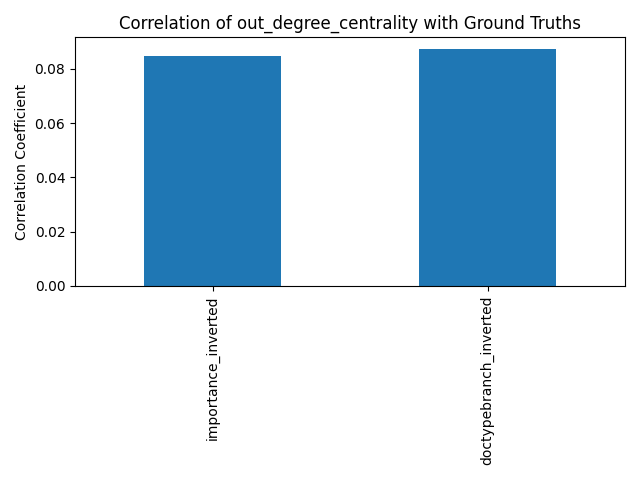 Correlation of out_degree_centrality with Ground Truths
Correlation Coefficient
0.08
0.06
0.04
0.02
0.00
importance_inverted
doctypebranch_inverted